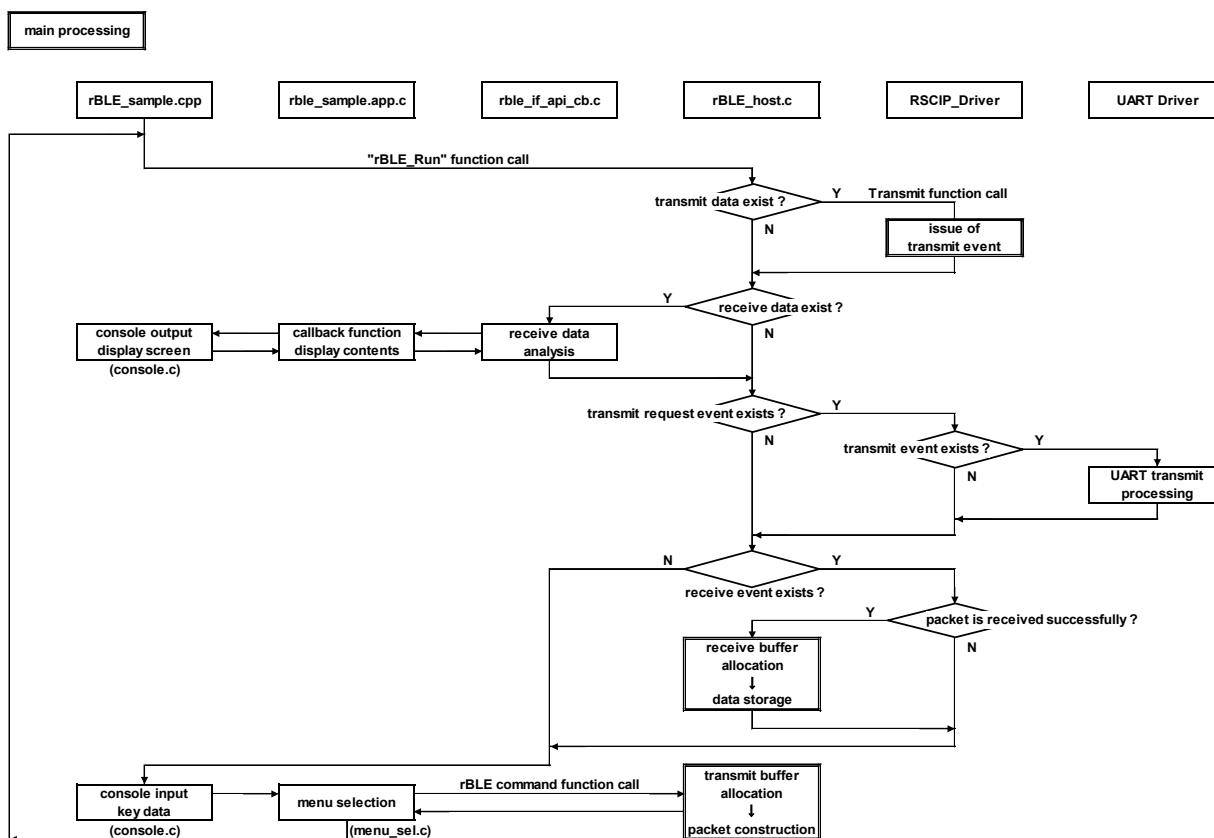 main processing
rBLE_sample.cpp
rble_sample.app.c
rble_if_api_cb.c
rBLE_host.c
RSCIP_Driver
UART Driver
"rBLE_Run" function call
transmit data exist ?
Y
Transmit function call
N
issue of
transmit event
Y
receive data exist ?
N
console output
display screen
(console.c)
callback function
display contents
receive data
analysis
transmit request event exists ?
Y
N
transmit event exists ?
Y
N
UART transmit
processing
N
Y
receive event exists ?
Y
packet is received successfully ?
N
receive buffer
allocation
↓
data storage
console input
key data
(console.c)
menu selection
(menu_sel.c)
rBLE command function call
transmit buffer
allocation
↓
packet construction